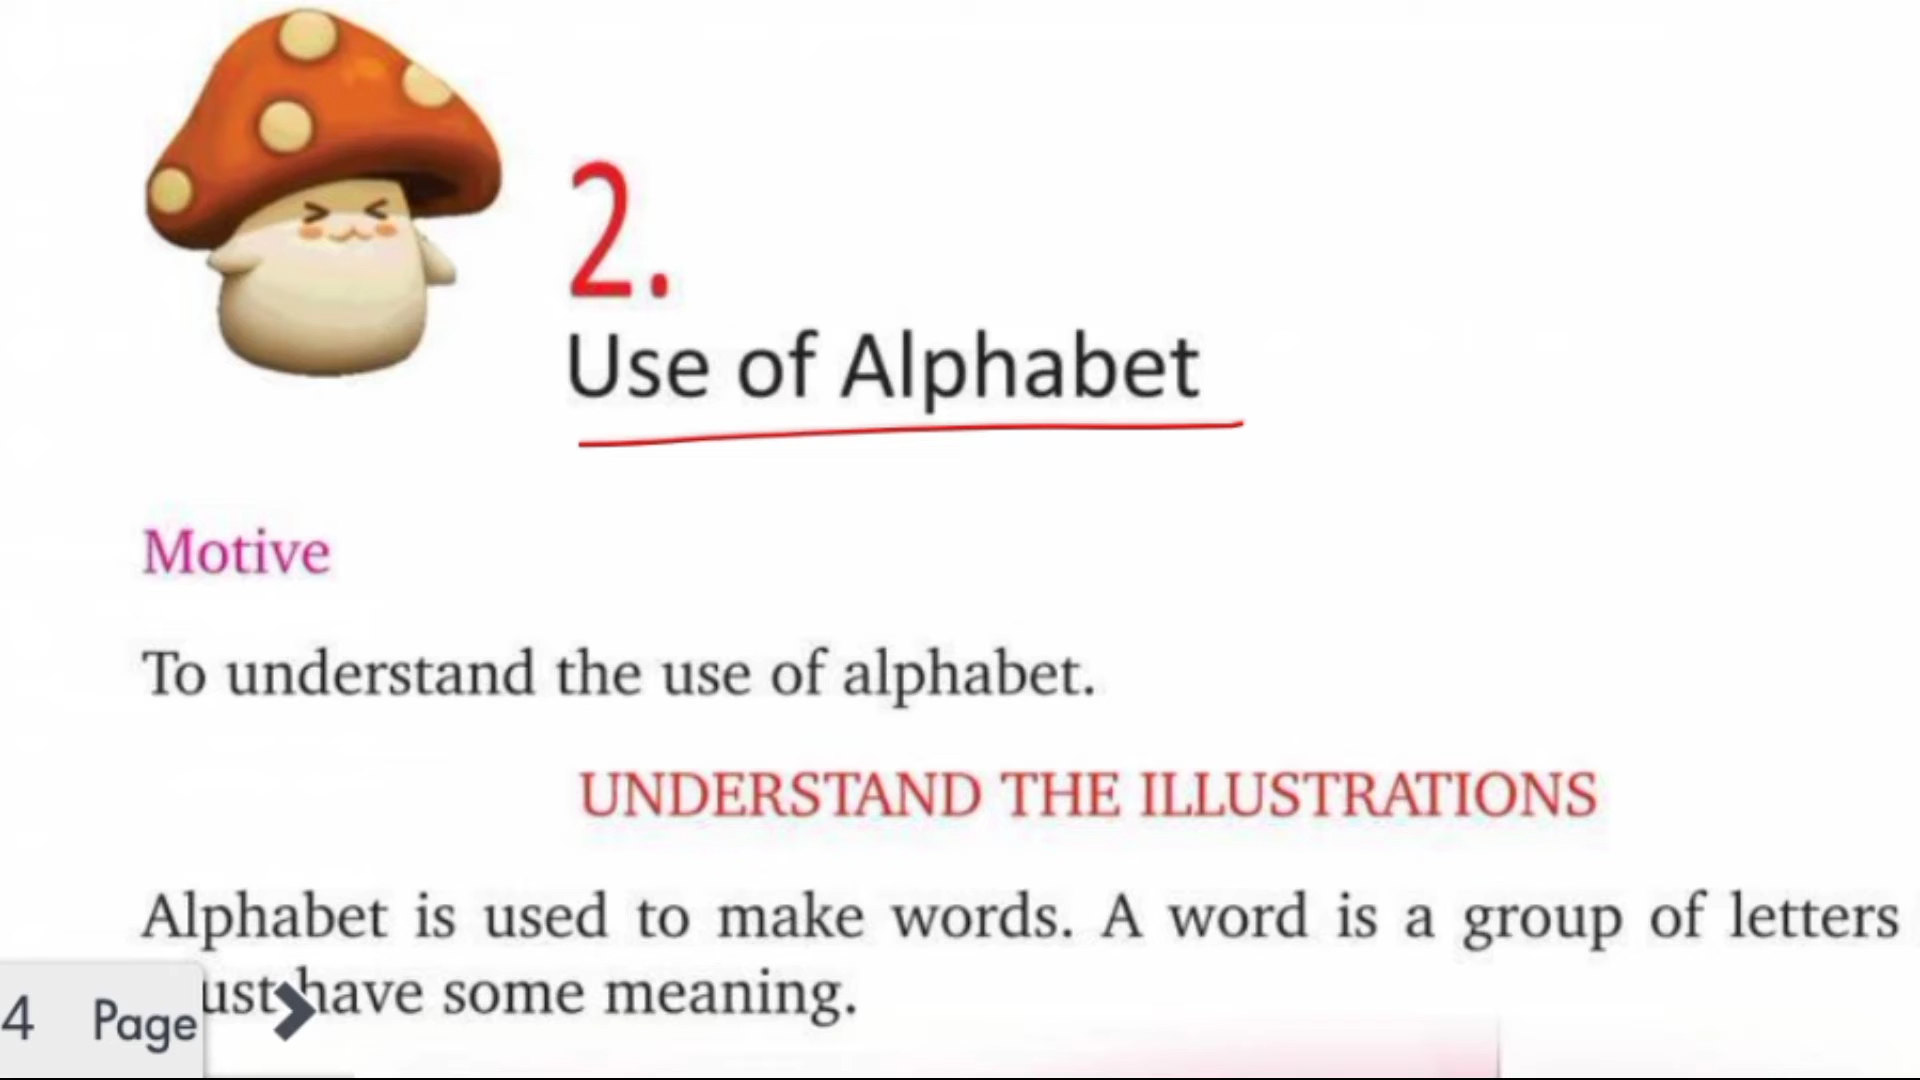 2.
Use of Alphabet
Motive
To understand the use of alphabet.
UNDERSTAND THE ILLUSTRATIONS
Alphabet is used to make words. A word is a group of letters
have some meaning.
4 Page